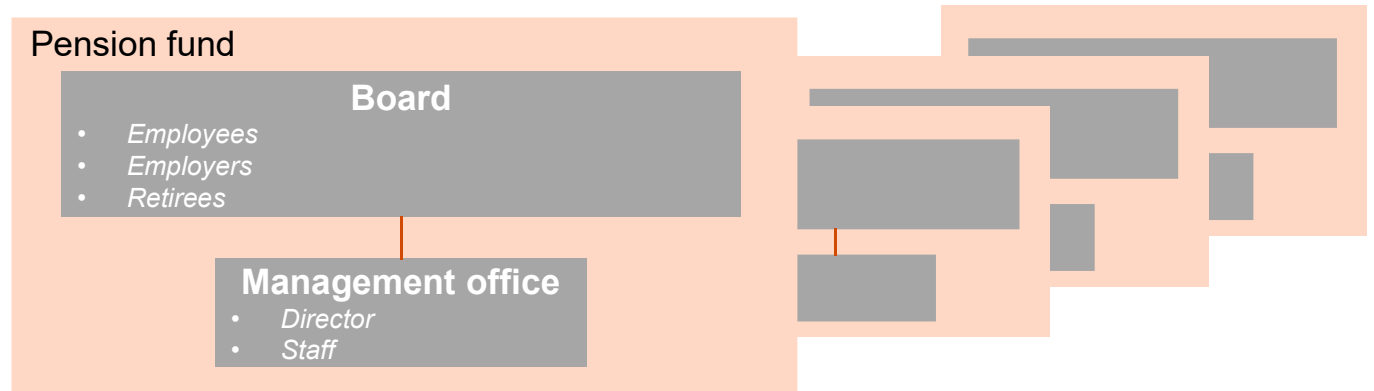 Pension fund
Board
• Employees
• Employers
• Retirees
Management office
• Director
• Staff